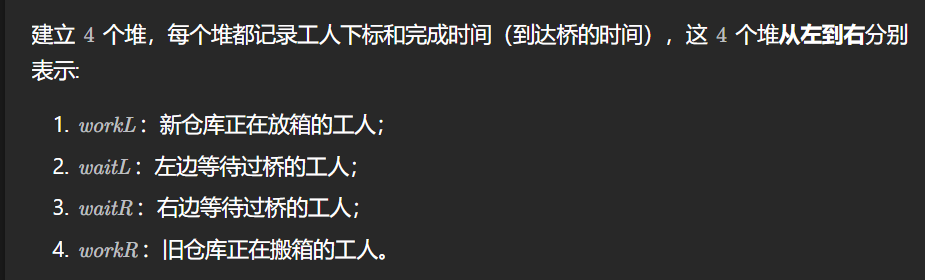 建立 4 个堆，每个堆都记录工人下标和完成时间（到达桥的时间），这 4 个堆从左到右分别
表示:
1. workL：新仓库正在放箱的工人；
2. waitL：左边等待过桥的工人；
3. waitR：右边等待过桥的工人；
4. workR：旧仓库正在搬箱的工人。